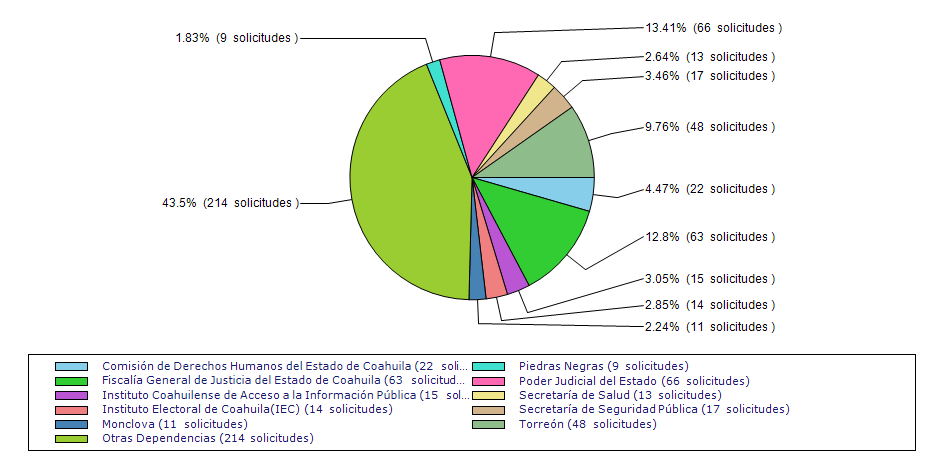 13.41% (66 solicitudes )
1.83% (9 solicitudes )
2.64% (13 solicitudes )
3.46% (17 solicitudes )
9.76% (48 solicitudes )
4.47% (22 solicitudes )
43.5% (214 solicitudes )
12.8% (63 solicitudes )
3.05% (15 solicitudes )
2.85% (14 solicitudes )
2.24% (11 solicitudes )
Comisión de Derechos Humanos del Estado de Coahuila (22 soli...
Fiscalía General de Justicia del Estado de Coahuila (63 solicitud...
Instituto Coahuilense de Acceso a la Información Pública (15 sol...
Instituto Electoral de Coahuila(IEC) (14 solicitudes)
Monclova (11 solicitudes)
Otras Dependencias (214 solicitudes)
Piedras Negras (9 solicitudes)
Poder Judicial del Estado (66 solicitudes)
Secretaría de Salud (13 solicitudes)
Secretaría de Seguridad Pública (17 solicitudes)
Torreón (48 solicitudes)